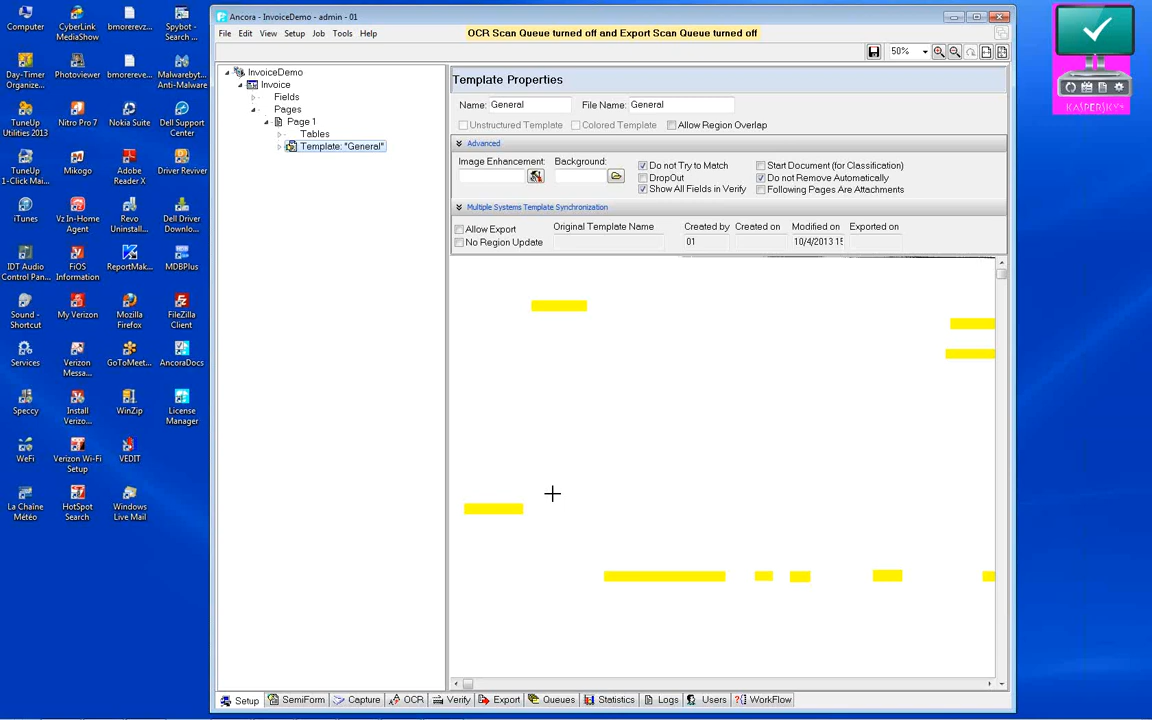 Ancora - InvoiceDemo - admin - 01
File Edit View Setup Job Tools Help
OCR Scan Queue turned off and Export Scan Queue turned off
50%
InvoiceDemo
Invoice
Fields
Pages
Page 1
Tables
Template: "General"
Template Properties
Name: General File Name: General
Unstructured Template Colored Template Allow Region Overlap
Advanced
Image Enhancement: Background:
Do not Try to Match Start Document (for Classification)
DropOut Do not Remove Automatically
Show All Fields in Verify Following Pages Are Attachments
Multiple Systems Template Synchronization
Allow Export Original Template Name Created by Created on Modified on Exported on
No Region Update 01 10/4/2013 15
Setup SemiForm Capture OCR Verify Export Queues Statistics Logs Users WorkFlow
Computer CyberLink MediaShow bmorerevz... Spybot - Search ...
Day-Timer Organize... Photoviewer bmorereve... Malwarebyt... Anti-Malware
TuneUp Utilities 2013 Nitro Pro 7 Nokia Suite Dell Support Center
TuneUp 1-Click Mai... Mikogo Adobe Reader X Driver Reviver
iTunes Vz In-Home Agent Revo Uninstall... Dell Driver Downlo...
IDT Audio Control Pan... FiOS Information ReportMak... MDBPlus
Sound - Shortcut My Verizon Mozilla Firefox FileZilla Client
Services Verizon Messa... GoToMeet... AncoraDocs
Speccy Install Verizo... WinZip License Manager
WeFi Verizon Wi-Fi Setup VEDIT
La Chaîne Météo HotSpot Search Windows Live Mail
KASPERSKY